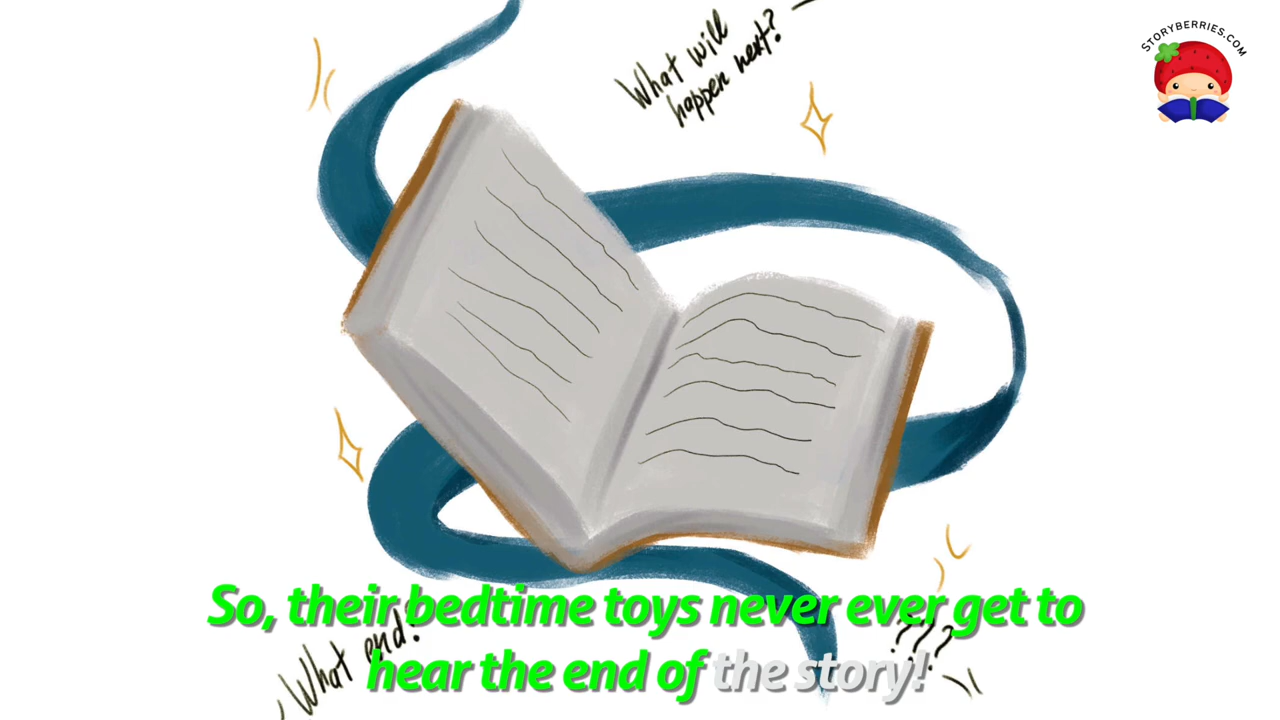 What will
happen next?
STORYBERRIES.COM
So, their bedtime toys never ever get to
hear the end of the story!
What end?
???